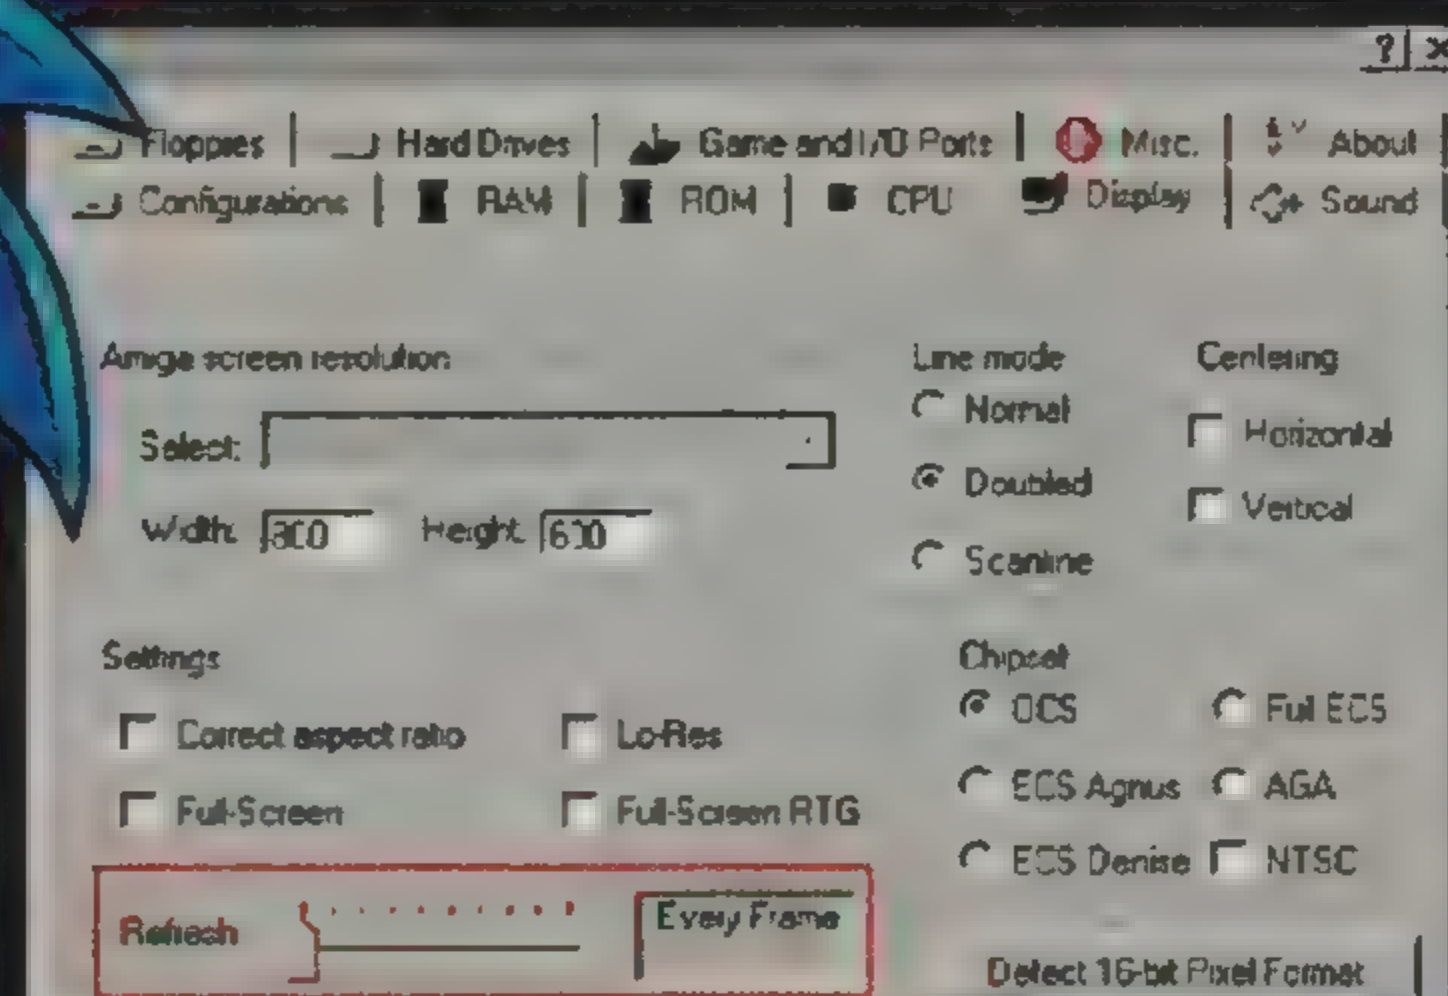 ? ×
Floppies Hard Drives Game and I/O Ports Misc. About
Configurations RAM ROM CPU Display Sound
Amiga screen resolution Line mode Centering
Normal Horizontal
Select:
Doubled Vertical
Width: 800 Height: 600
Scanline
Settings Chipset
OCS Full ECS
Correct aspect ratio Lo-Res
ECS Agnus AGA
Full-Screen Full-Screen RTG
ECS Denise NTSC
Refresh Every Frame
Detect 16-bit Pixel Format